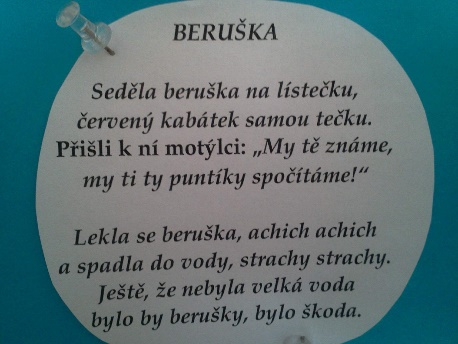 BERUŠKA
Seděla beruška na lístečku,
červený kabátek samou tečku.
Přišli k ní motýlci: „My tě známe,
my ti ty puntíky spočítáme!“
Lekla se beruška, achich achich
a spadla do vody, strachy strachy.
Ještě, že nebyla velká voda
bylo by berušky, bylo škoda.